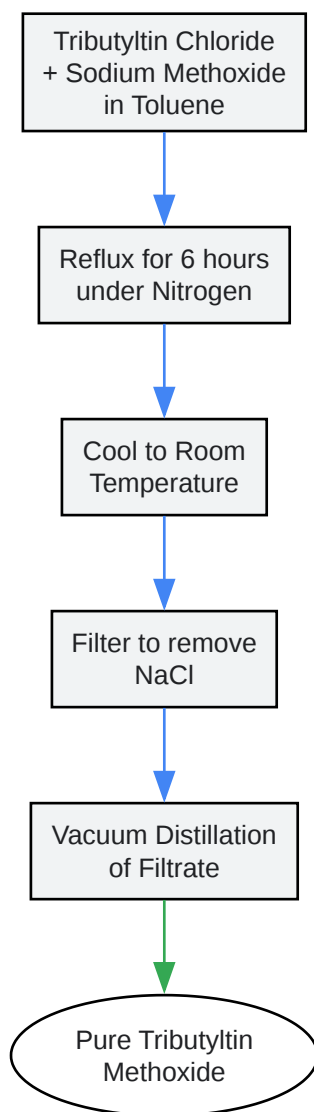 Tributyltin Chloride
+ Sodium Methoxide
in Toluene
Reflux for 6 hours
under Nitrogen
Cool to Room
Temperature
Filter to remove
NaCl
Vacuum Distillation
of Filtrate
Pure Tributyltin
Methoxide